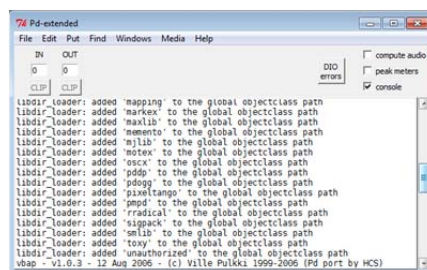 Pd-extended
File Edit Put Find Windows Media Help
IN OUT
0 0
CLIP CLIP
DIO
errors
compute audio
peak meters
console
libdir_loader: added 'mapping' to the global objectclass path
libdir_loader: added 'markex' to the global objectclass path
libdir_loader: added 'maxlib' to the global objectclass path
libdir_loader: added 'memento' to the global objectclass path
libdir_loader: added 'mjlib' to the global objectclass path
libdir_loader: added 'motex' to the global objectclass path
libdir_loader: added 'oscx' to the global objectclass path
libdir_loader: added 'pddp' to the global objectclass path
libdir_loader: added 'pdogg' to the global objectclass path
libdir_loader: added 'pixeltango' to the global objectclass path
libdir_loader: added 'pmpd' to the global objectclass path
libdir_loader: added 'rradical' to the global objectclass path
libdir_loader: added 'sigpack' to the global objectclass path
libdir_loader: added 'smlib' to the global objectclass path
libdir_loader: added 'toxy' to the global objectclass path
libdir_loader: added 'unauthorized' to the global objectclass path
vbap - v1.0.3 - 12 Aug 2006 - (c) Ville Pulkki 1999-2006 (Pd port by HCS)